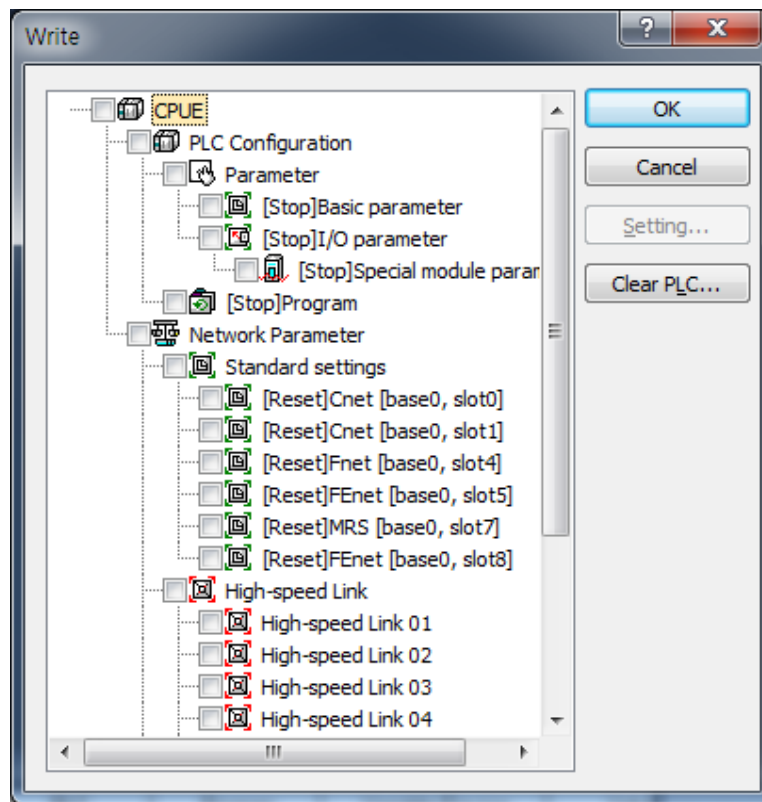 Write
CPUE
PLC Configuration
Parameter
[Stop]Basic parameter
[Stop]I/O parameter
[Stop]Special module param
[Stop]Program
Network Parameter
Standard settings
[Reset]Cnet [base0, slot0]
[Reset]Cnet [base0, slot1]
[Reset]Fnet [base0, slot4]
[Reset]FEnet [base0, slot5]
[Reset]MRS [base0, slot7]
[Reset]FEnet [base0, slot8]
High-speed Link
High-speed Link 01
High-speed Link 02
High-speed Link 03
High-speed Link 04
OK
Cancel
Setting...
Clear PLC...